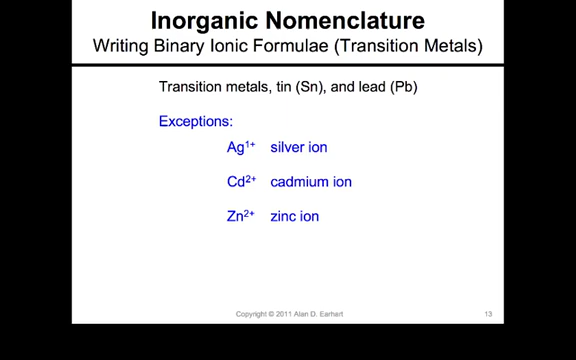 Inorganic Nomenclature
Writing Binary Ionic Formulae (Transition Metals)
Transition metals, tin (Sn), and lead (Pb)
Exceptions:
Ag¹⁺ silver ion
Cd²⁺ cadmium ion
Zn²⁺ zinc ion
Copyright © 2011 Alan D. Earhart 13